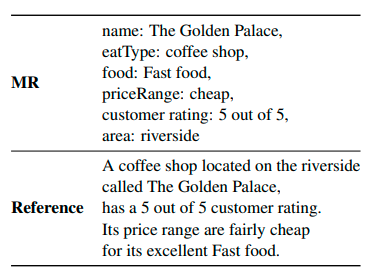 name: The Golden Palace,
eatType: coffee shop,
food: Fast food,
MR
priceRange: cheap,
customer rating: 5 out of 5,
area: riverside
A coffee shop located on the riverside
called The Golden Palace,
Reference
has a 5 out of 5 customer rating.
Its price range are fairly cheap
for its excellent Fast food.